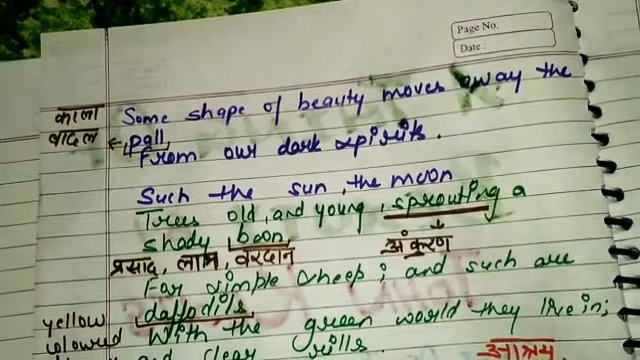 Page No.
Date :
काला Some shape of beauty moves away the
बादल ← pall
From our dark spirits.
Such the sun, the moon
Trees old, and young, sprouting a
shady boon,
प्रसाद, लाभ, वरदान अंकुरण
For simple sheep; and such are
daffodils
yellow
With the green world they live in;
and clear rills.
आश्रय